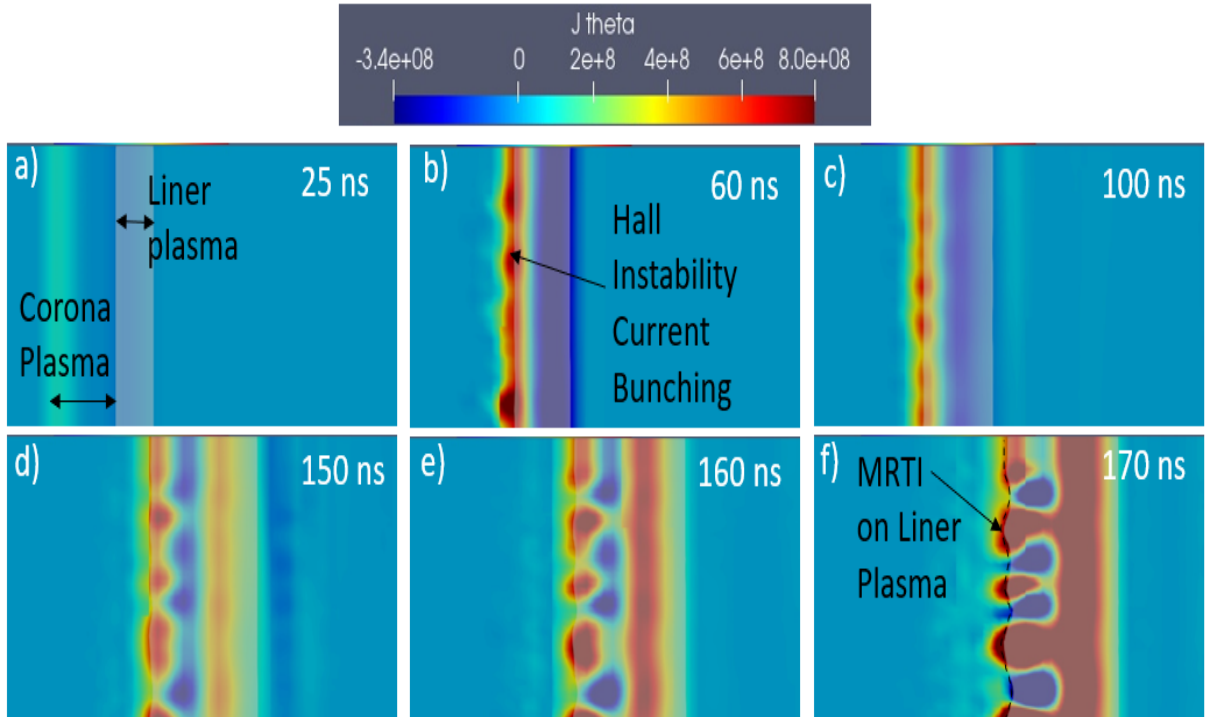 J theta
-3.4e+08 0 2e+8 4e+8 6e+8 8.0e+08
a)
25 ns
Liner
plasma
Corona
Plasma
b)
60 ns
Hall
Instability
Current
Bunching
c)
100 ns
d)
150 ns
e)
160 ns
f)
170 ns
MRTI
on Liner
Plasma